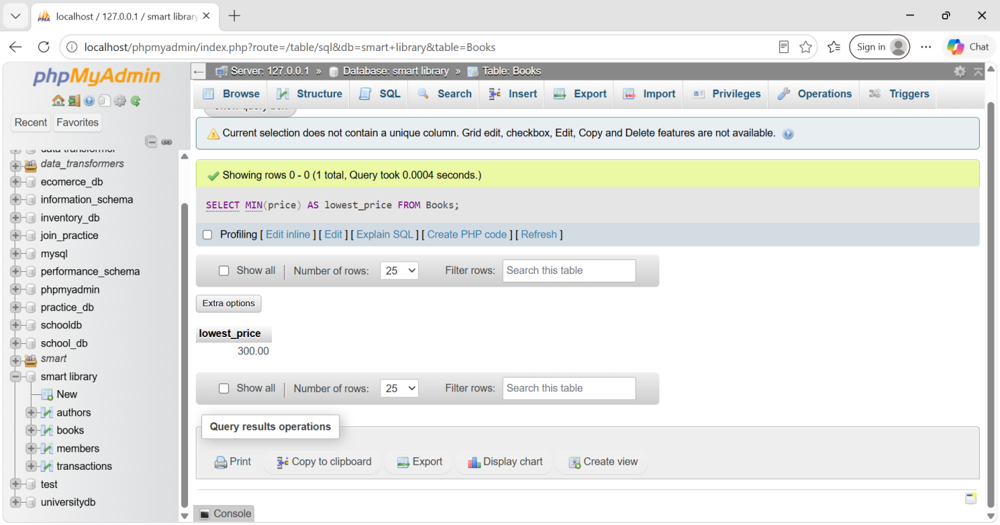 localhost / 127.0.0.1 / smart library
localhost/phpmyadmin/index.php?route=/table/sql&db=smart+library&table=Books
Sign in
Chat
phpMyAdmin
Recent
Favorites
data transformer
data_transformers
ecomerce_db
information_schema
inventory_db
join_practice
mysql
performance_schema
phpmyadmin
practice_db
schooldb
school_db
smart
smart library
New
authors
books
members
transactions
test
universitydb
Server: 127.0.0.1 » Database: smart library » Table: Books
Browse
Structure
SQL
Search
Insert
Export
Import
Privileges
Operations
Triggers
Show query box
Current selection does not contain a unique column. Grid edit, checkbox, Edit, Copy and Delete features are not available.
Showing rows 0 - 0 (1 total, Query took 0.0004 seconds.)
SELECT MIN(price) AS lowest_price FROM Books;
Profiling [ Edit inline ] [ Edit ] [ Explain SQL ] [ Create PHP code ] [ Refresh ]
Show all | Number of rows: 25 Filter rows: Search this table
Extra options
lowest_price
300.00
Show all | Number of rows: 25 Filter rows: Search this table
Query results operations
Print
Copy to clipboard
Export
Display chart
Create view
Console